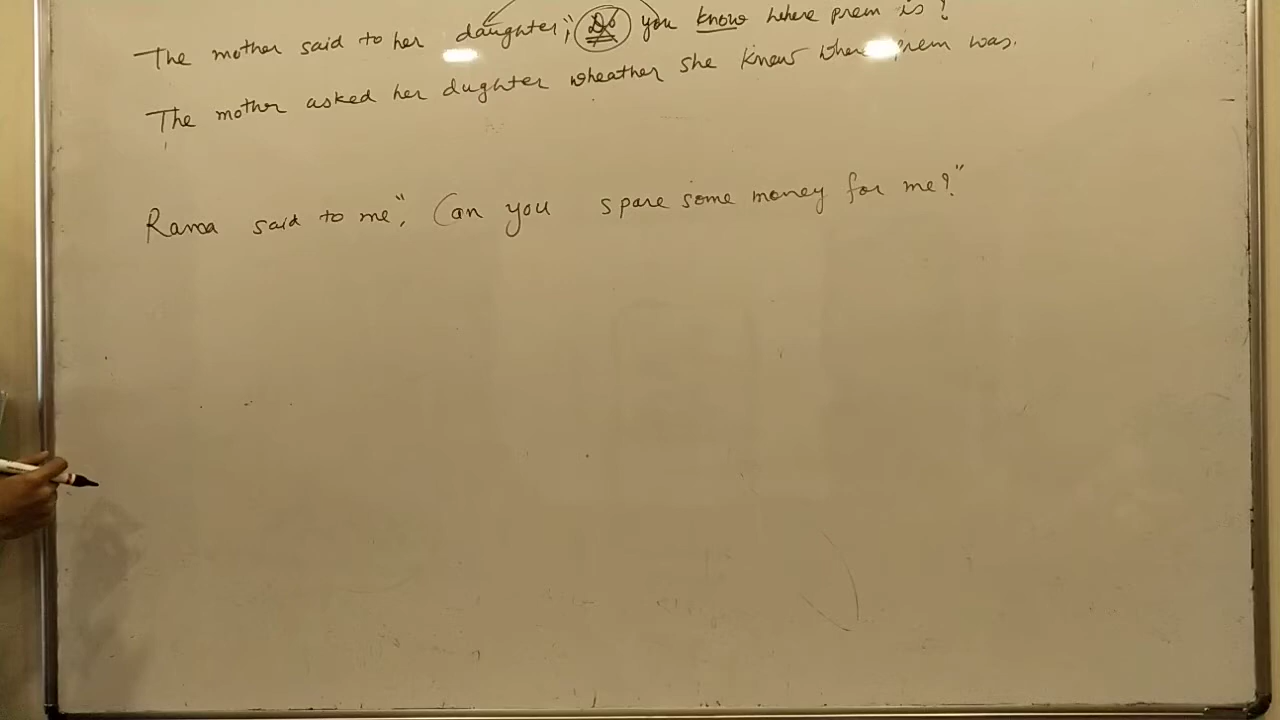 The mother said to her daughter," Do you know where prem is?
The mother asked her dughter wheather she knew where prem was.
Rama said to me", Can you spare some money for me?"